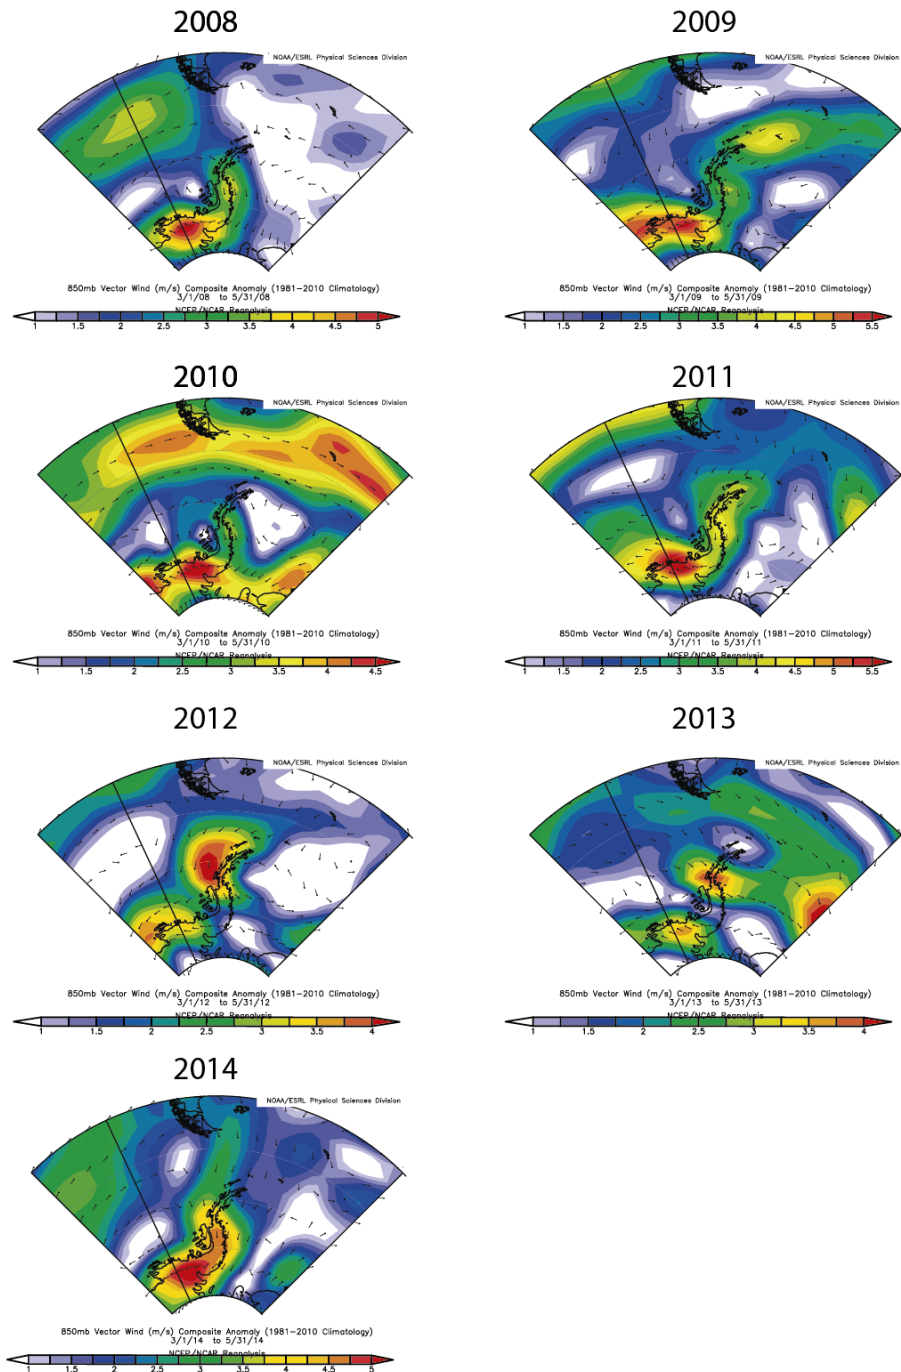 2008
2009
NOAA/ESRL Physical Sciences Division
NOAA/ESRL Physical Sciences Division
850mb Vector Wind (m/s) Composite Anomaly (1981-2010 Climatology)
3/1/08 to 5/31/08
NCEP/NCAR Reanalysis
1 1.5 2 2.5 3 3.5 4 4.5 5
850mb Vector Wind (m/s) Composite Anomaly (1981-2010 Climatology)
3/1/09 to 5/31/09
NCEP/NCAR Reanalysis
1 1.5 2 2.5 3 3.5 4 4.5 5 5.5
2010
2011
NOAA/ESRL Physical Sciences Division
NOAA/ESRL Physical Sciences Division
850mb Vector Wind (m/s) Composite Anomaly (1981-2010 Climatology)
3/1/10 to 5/31/10
NCEP/NCAR Reanalysis
1 1.5 2 2.5 3 3.5 4 4.5
850mb Vector Wind (m/s) Composite Anomaly (1981-2010 Climatology)
3/1/11 to 5/31/11
NCEP/NCAR Reanalysis
1 1.5 2 2.5 3 3.5 4 4.5 5 5.5
2012
2013
NOAA/ESRL Physical Sciences Division
NOAA/ESRL Physical Sciences Division
850mb Vector Wind (m/s) Composite Anomaly (1981-2010 Climatology)
3/1/12 to 5/31/12
NCEP/NCAR Reanalysis
1 1.5 2 2.5 3 3.5 4
850mb Vector Wind (m/s) Composite Anomaly (1981-2010 Climatology)
3/1/13 to 5/31/13
NCEP/NCAR Reanalysis
1 1.5 2 2.5 3 3.5 4
2014
NOAA/ESRL Physical Sciences Division
850mb Vector Wind (m/s) Composite Anomaly (1981-2010 Climatology)
3/1/14 to 5/31/14
NCEP/NCAR Reanalysis
1 1.5 2 2.5 3 3.5 4 4.5 5